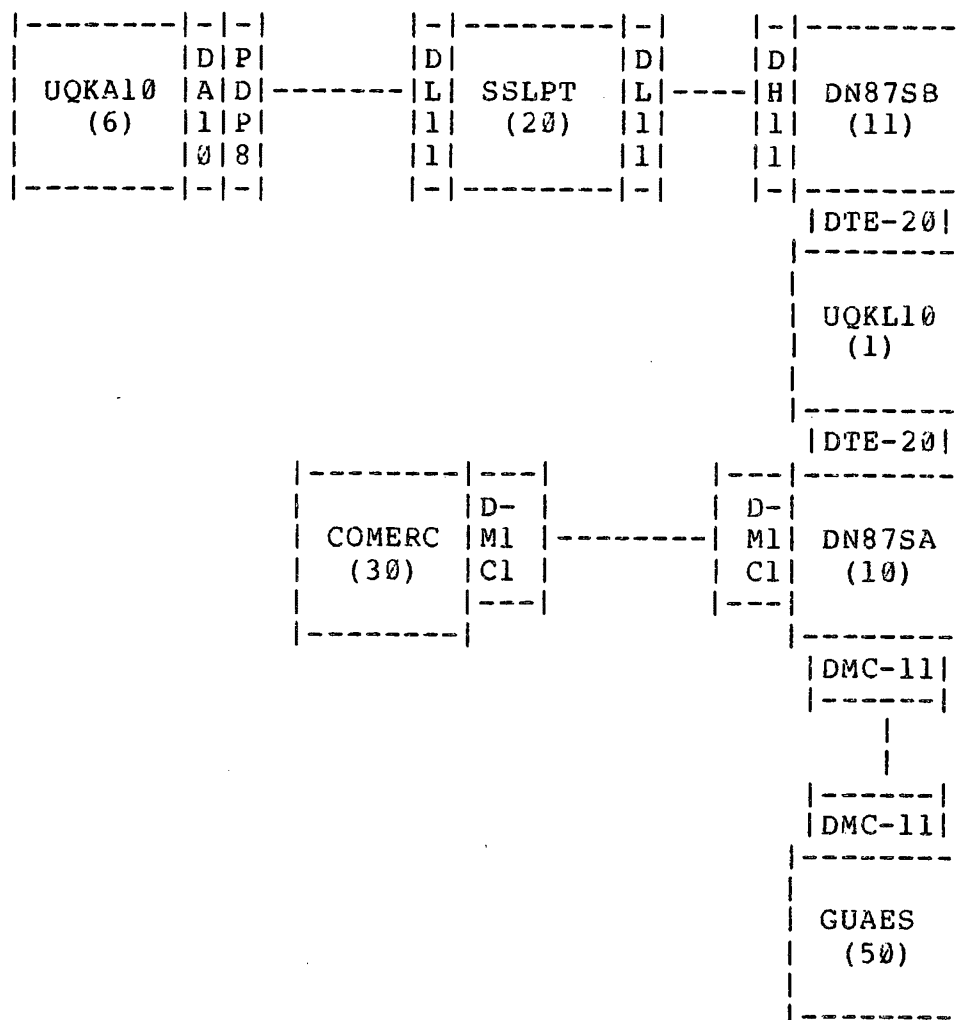 |--------|-|-|        |-|--------|-|    |-|--------
|        |D|P|        |D|        |D|    |D|
| UQKA10 |A|D|--------|L| SSLPT  |L|----|H| DN87SB
|  (6)   |1|P|        |1|  (20)  |1|    |1|  (11)
|        |0|8|        |1|        |1|    |1|
|--------|-|-|        |-|--------|-|    |-|--------
|DTE-20|
|--------
| UQKL10
|  (1)
|--------
|DTE-20|
|--------|---|         |---|--------
|        |D- |         | D-|
| COMERC |M1 |---------| M1| DN87SA
|  (30)  |C1 |         | C1|  (10)
|        |---|         |---|
|--------|                 |--------
|DMC-11|
|------|
|
|
|------|
|DMC-11|
|--------
| GUAES
|  (50)
|--------